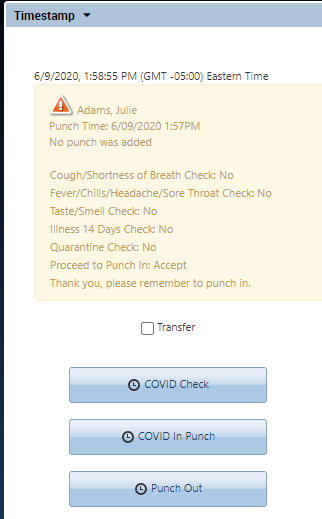 Timestamp
6/9/2020, 1:58:55 PM (GMT -05:00) Eastern Time
Adams, Julie
Punch Time: 6/09/2020 1:57PM
No punch was added
Cough/Shortness of Breath Check: No
Fever/Chills/Headache/Sore Throat Check: No
Taste/Smell Check: No
Illness 14 Days Check: No
Quarantine Check: No
Proceed to Punch In: Accept
Thank you, please remember to punch in.
Transfer
COVID Check
COVID In Punch
Punch Out